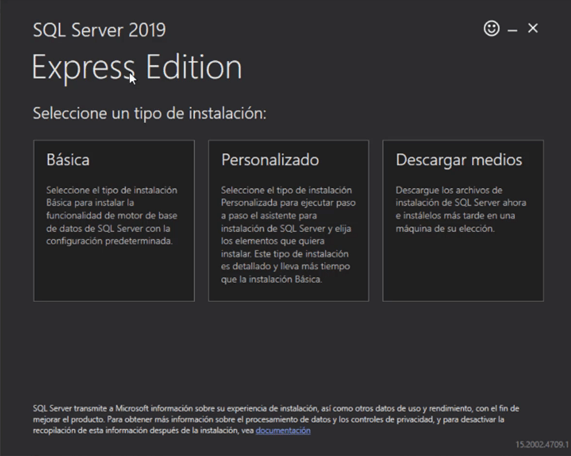 SQL Server 2019
Express Edition
Seleccione un tipo de instalación:
Básica
Seleccione el tipo de instalación
Básica para instalar la
funcionalidad de motor de base
de datos de SQL Server con la
configuración predeterminada.
Personalizado
Seleccione el tipo de instalación
Personalizada para ejecutar paso
a paso el asistente para
instalación de SQL Server y elija
los elementos que quiera
instalar. Este tipo de instalación
es detallado y lleva más tiempo
que la instalación Básica.
Descargar medios
Descargue los archivos de
instalación de SQL Server ahora
e instálelos más tarde en una
máquina de su elección.
SQL Server transmite a Microsoft información sobre su experiencia de instalación, así como otros datos de uso y rendimiento, con el fin de
mejorar el producto. Para obtener más información sobre el procesamiento de datos y los controles de privacidad, y para desactivar la
recopilación de esta información después de la instalación, vea documentación
15.2002.4709.1